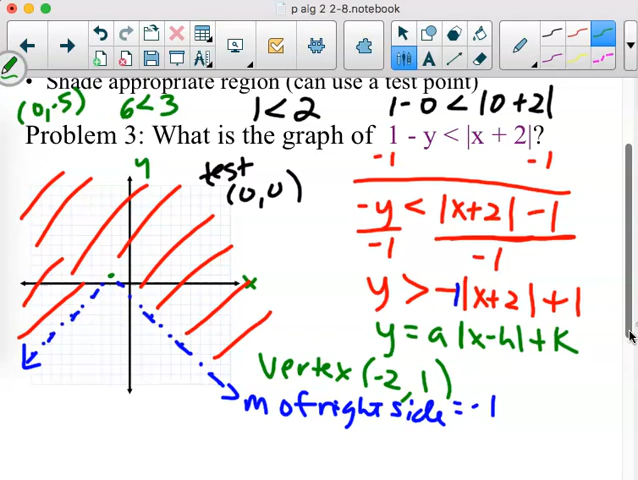 p alg 2 2-8.notebook
• Shade appropriate region (can use a test point)
(0,-5) 6<3 1<2 1-0<|0+2|
Problem 3: What is the graph of 1 - y < |x + 2|?
-1 -1
y
test
(0,0)
-y < |x+2| -1
-1 -1
x
y > -1|x+2|+1
y = a|x-h|+k
vertex (-2,1)
m of right side = -1